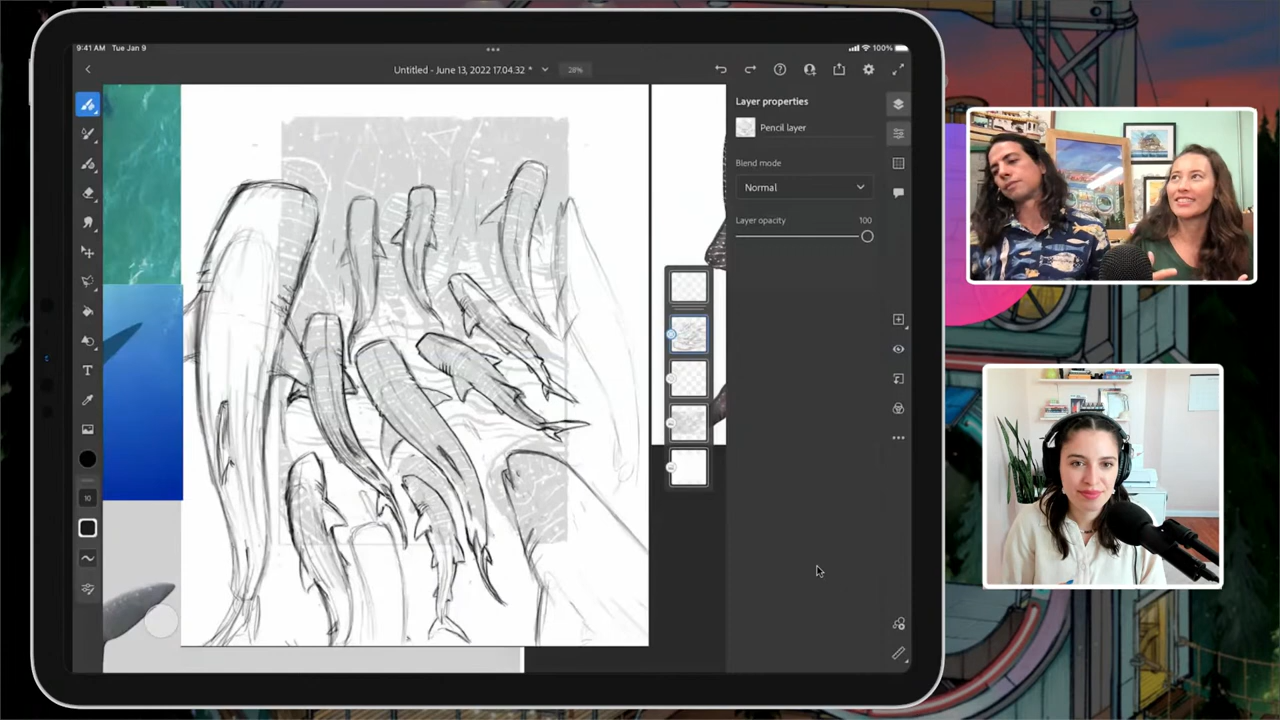 9:41 AM Tue Jan 9
100%
Untitled - June 13, 2022 17.04.32 *
28%
Layer properties
Pencil layer
Blend mode
Normal
Layer opacity
100
T
10